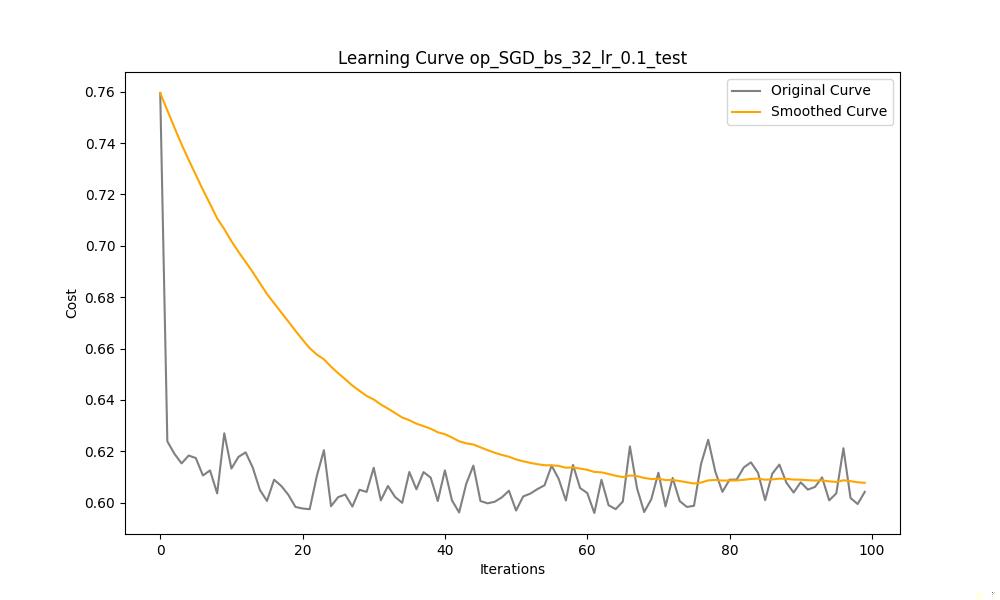 Learning Curve op_SGD_bs_32_lr_0.1_test
Original Curve
Smoothed Curve
0.76
0.74
0.72
0.70
0.68
0.66
0.64
0.62
0.60
Cost
0 20 40 60 80 100
Iterations